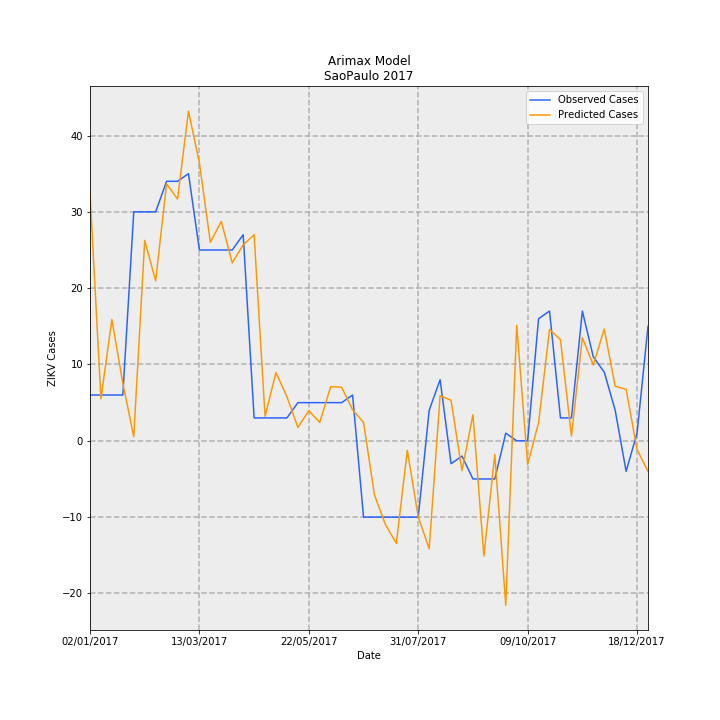 Arimax Model
SaoPaulo 2017
Observed Cases
Predicted Cases
ZIKV Cases
40
30
20
10
0
−10
−20
02/01/2017
13/03/2017
22/05/2017
31/07/2017
09/10/2017
18/12/2017
Date